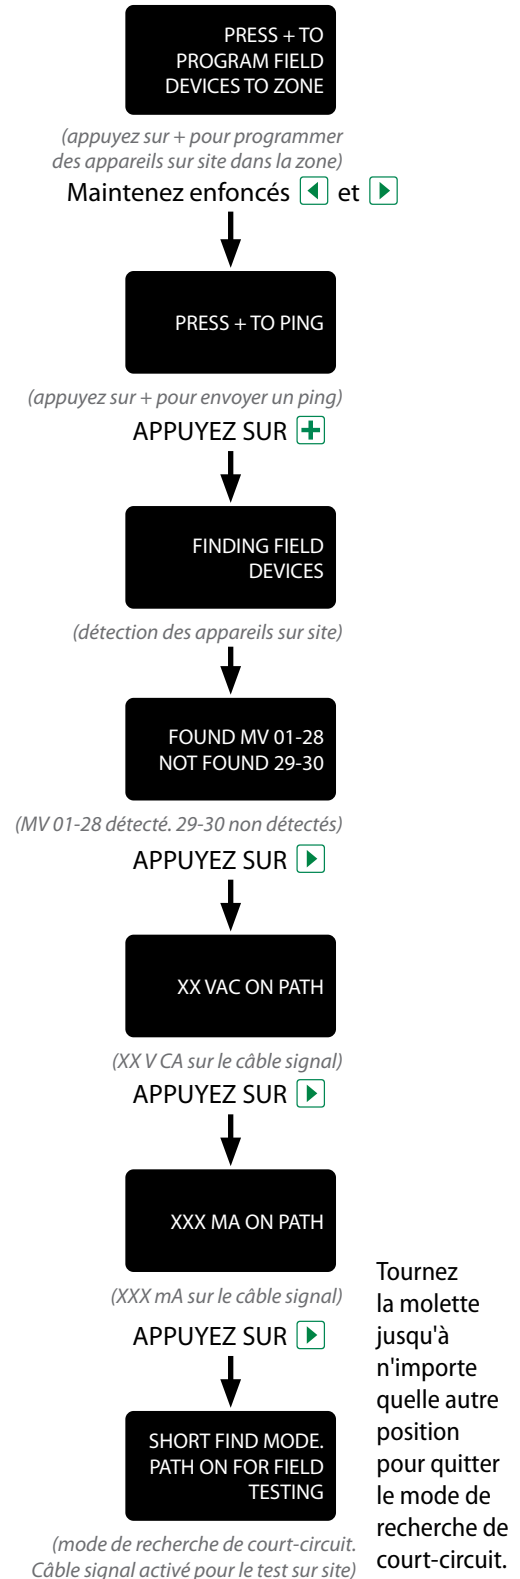 PRESS + TO
PROGRAM FIELD
DEVICES TO ZONE
(appuyez sur + pour programmer
des appareils sur site dans la zone)
Maintenez enfoncés et
PRESS + TO PING
(appuyez sur + pour envoyer un ping)
APPUYEZ SUR +
FINDING FIELD
DEVICES
(détection des appareils sur site)
FOUND MV 01-28
NOT FOUND 29-30
(MV 01-28 détecté. 29-30 non détectés)
APPUYEZ SUR
XX VAC ON PATH
(XX V CA sur le câble signal)
APPUYEZ SUR
XXX MA ON PATH
(XXX mA sur le câble signal)
APPUYEZ SUR
SHORT FIND MODE.
PATH ON FOR FIELD
TESTING
(mode de recherche de court-circuit.
Câble signal activé pour le test sur site)
Tournez
la molette
jusqu'à
n'importe
quelle autre
position
pour quitter
le mode de
recherche de
court-circuit.